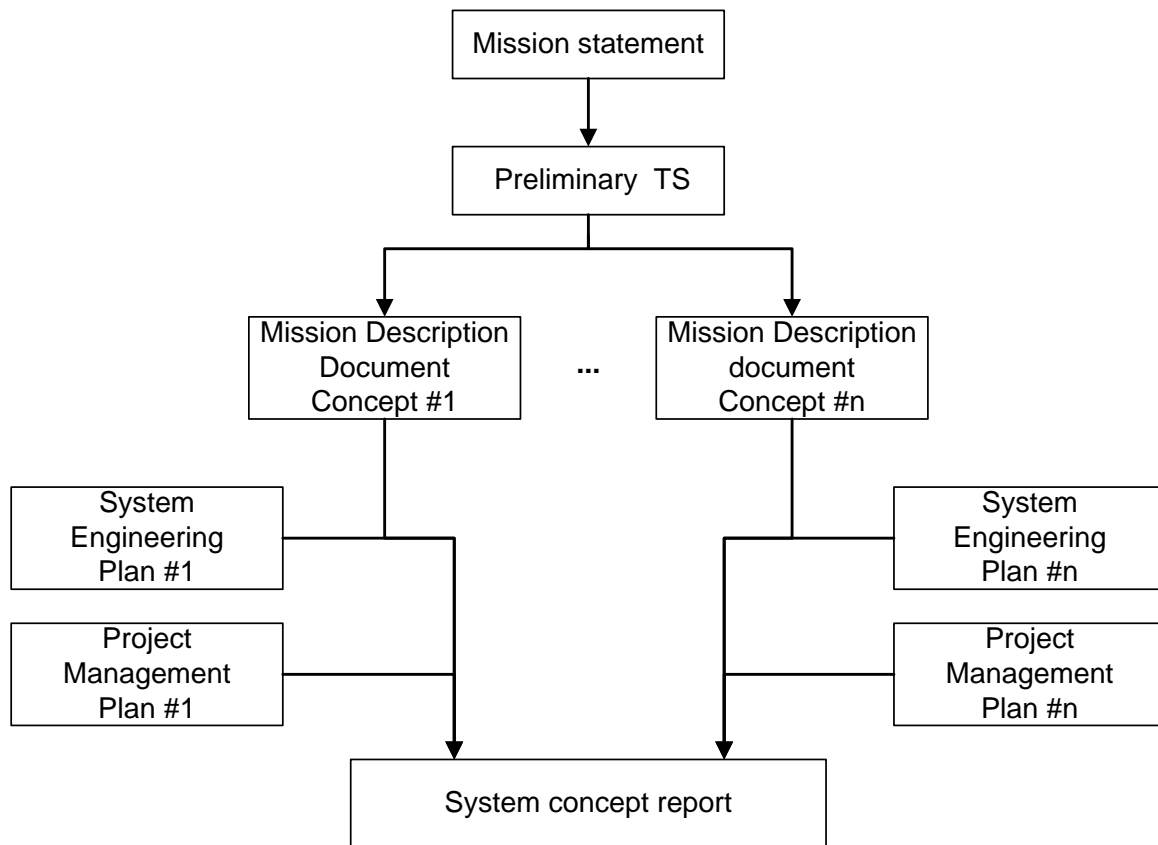 Mission statement
Preliminary  TS
Mission Description
Document
Concept #1
...
Mission Description
document
Concept #n
System
Engineering
Plan #1
System
Engineering
Plan #n
Project
Management
Plan #1
Project
Management
Plan #n
System concept report